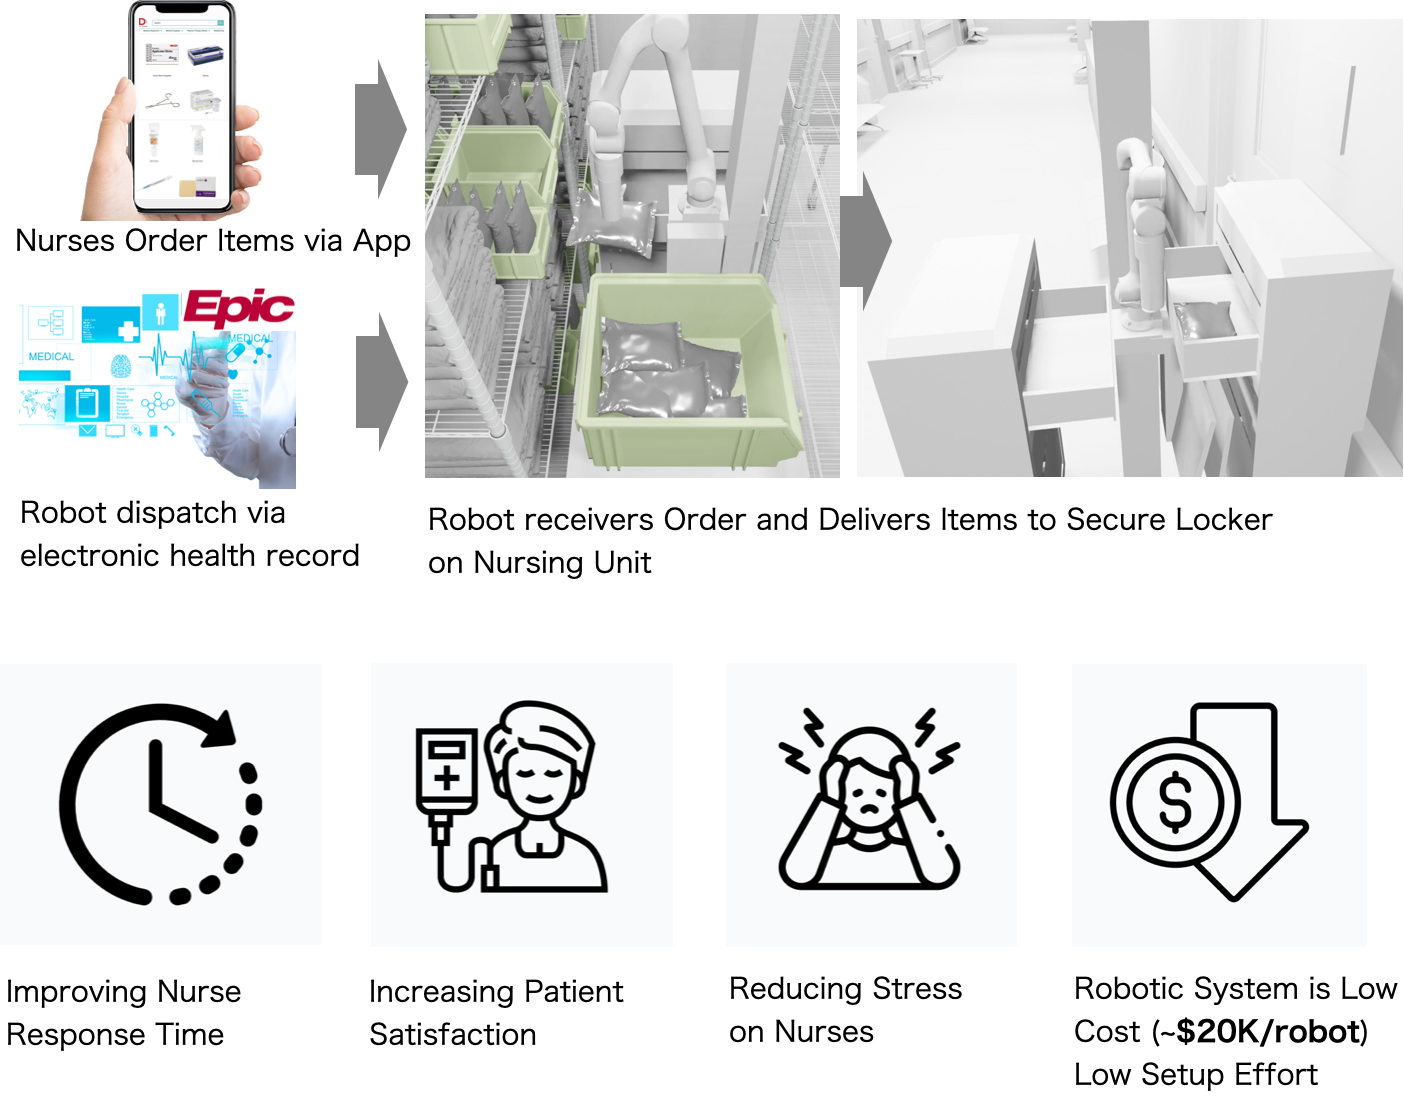 Nurses Order Items via App
Epic
MEDICAL
MEDICAL
MEDICAL
Robot dispatch via
electronic health record
Robot receivers Order and Delivers Items to Secure Locker
on Nursing Unit
Improving Nurse
Response Time
Increasing Patient
Satisfaction
Reducing Stress
on Nurses
Robotic System is Low
Cost (~$20K/robot)
Low Setup Effort